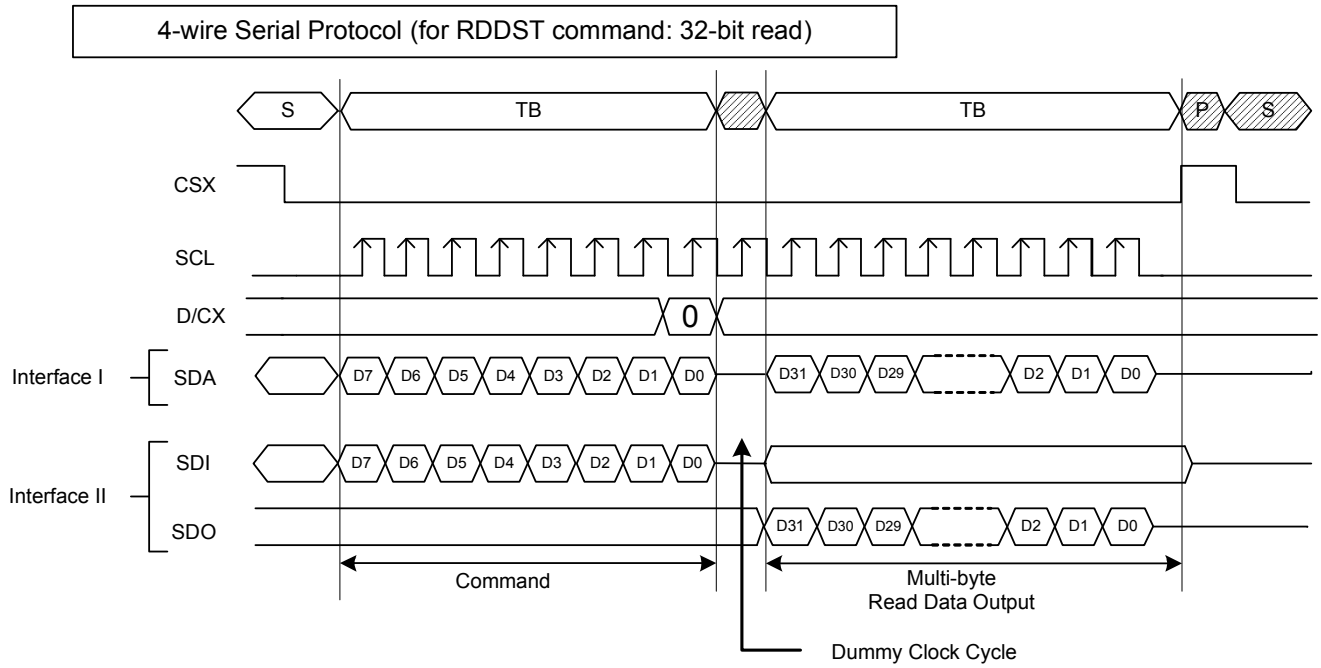 4-wire Serial Protocol (for RDDST command: 32-bit read)
S TB TB P S
CSX
SCL
D/CX 0
Interface I SDA D7 D6 D5 D4 D3 D2 D1 D0 D31 D30 D29 D2 D1 D0
SDI D7 D6 D5 D4 D3 D2 D1 D0
Interface II
SDO D31 D30 D29 D2 D1 D0
Command
Multi-byte
Read Data Output
Dummy Clock Cycle